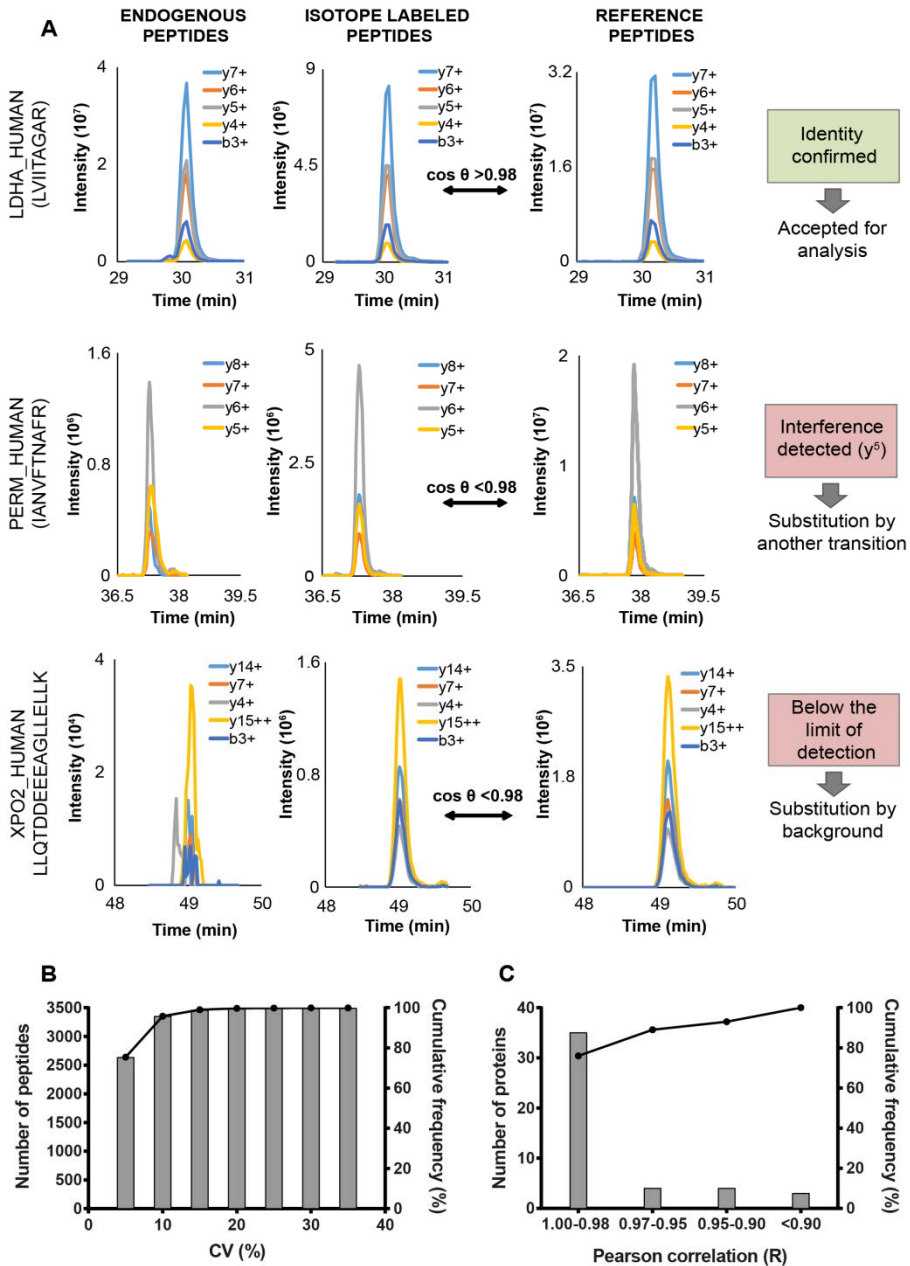 A
ENDOGENOUS
PEPTIDES
ISOTOPE LABELED
PEPTIDES
REFERENCE
PEPTIDES
LDHA_HUMAN
(LVIITAGAR)
Intensity (10⁷)
4
2
0
29
30
31
Time (min)
y7+
y6+
y5+
y4+
b3+
Intensity (10⁶)
9
4.5
0
29
30
31
Time (min)
y7+
y6+
y5+
y4+
b3+
cos θ >0.98
Intensity (10⁷)
3.2
1.6
0
29
30
31
Time (min)
y7+
y6+
y5+
y4+
b3+
Identity
confirmed
Accepted for
analysis
PERM_HUMAN
(IANVFTNAFR)
Intensity (10⁶)
1.6
0.8
0
36.5
38
39.5
Time (min)
y8+
y7+
y6+
y5+
Intensity (10⁶)
5
2.5
0
36.5
38
39.5
Time (min)
y8+
y7+
y6+
y5+
cos θ <0.98
Intensity (10⁷)
2
1
0
36.5
38
39.5
Time (min)
y8+
y7+
y6+
y5+
Interference
detected (y⁵)
Substitution by
another transition
XPO2_HUMAN
LLQTDDEEEAGLLELLK
Intensity (10⁴)
4
2
0
48
49
50
Time (min)
y14+
y7+
y4+
y15++
b3+
Intensity (10⁶)
1.6
0.8
0
48
49
50
Time (min)
y14+
y7+
y4+
y15++
b3+
cos θ <0.98
Intensity (10⁶)
3.5
1.8
0
48
49
50
Time (min)
y14+
y7+
y4+
y15++
b3+
Below the
limit of
detection
Substitution by
background
B
Number of peptides
3500
3000
2500
2000
1500
1000
500
0
0
10
20
30
40
CV (%)
100
80
60
40
20
0
Cumulative frequency (%)
C
Number of proteins
40
30
20
10
0
1.00-0.98
0.97-0.95
0.95-0.90
<0.90
Pearson correlation (R)
100
80
60
40
20
0
Cumulative frequency (%)